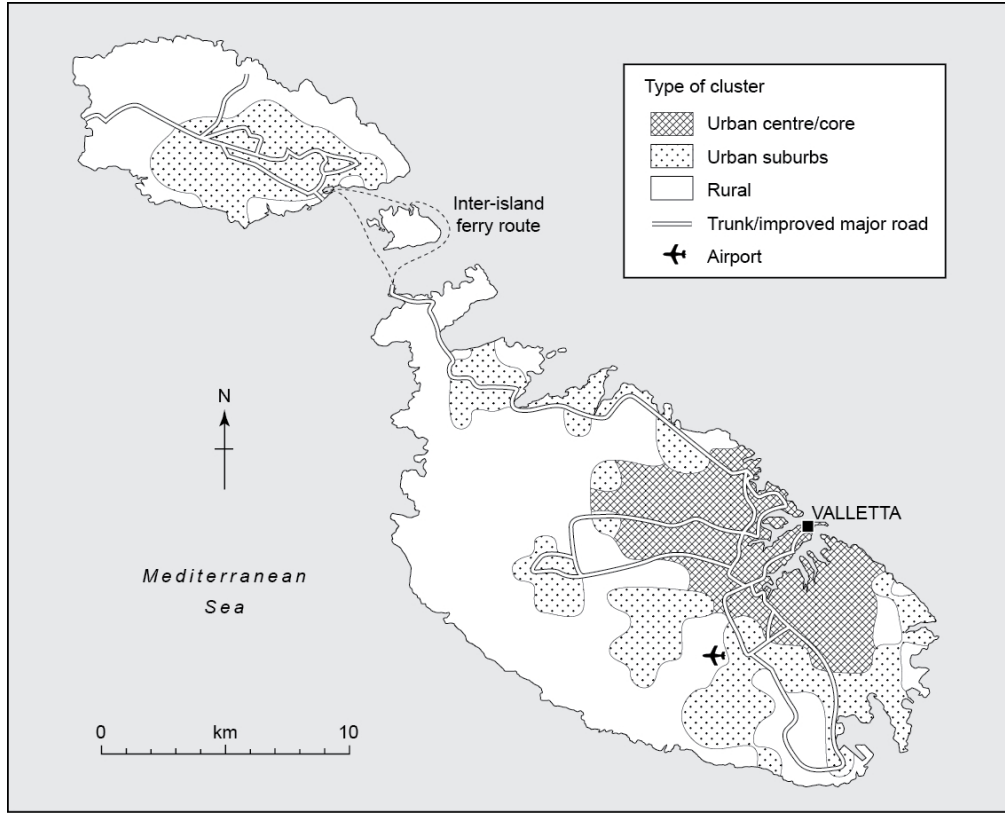 Type of cluster
Urban centre/core
Urban suburbs
Rural
Trunk/improved major road
Airport
Inter-island
ferry route
N
VALLETTA
Mediterranean
Sea
0 km 10